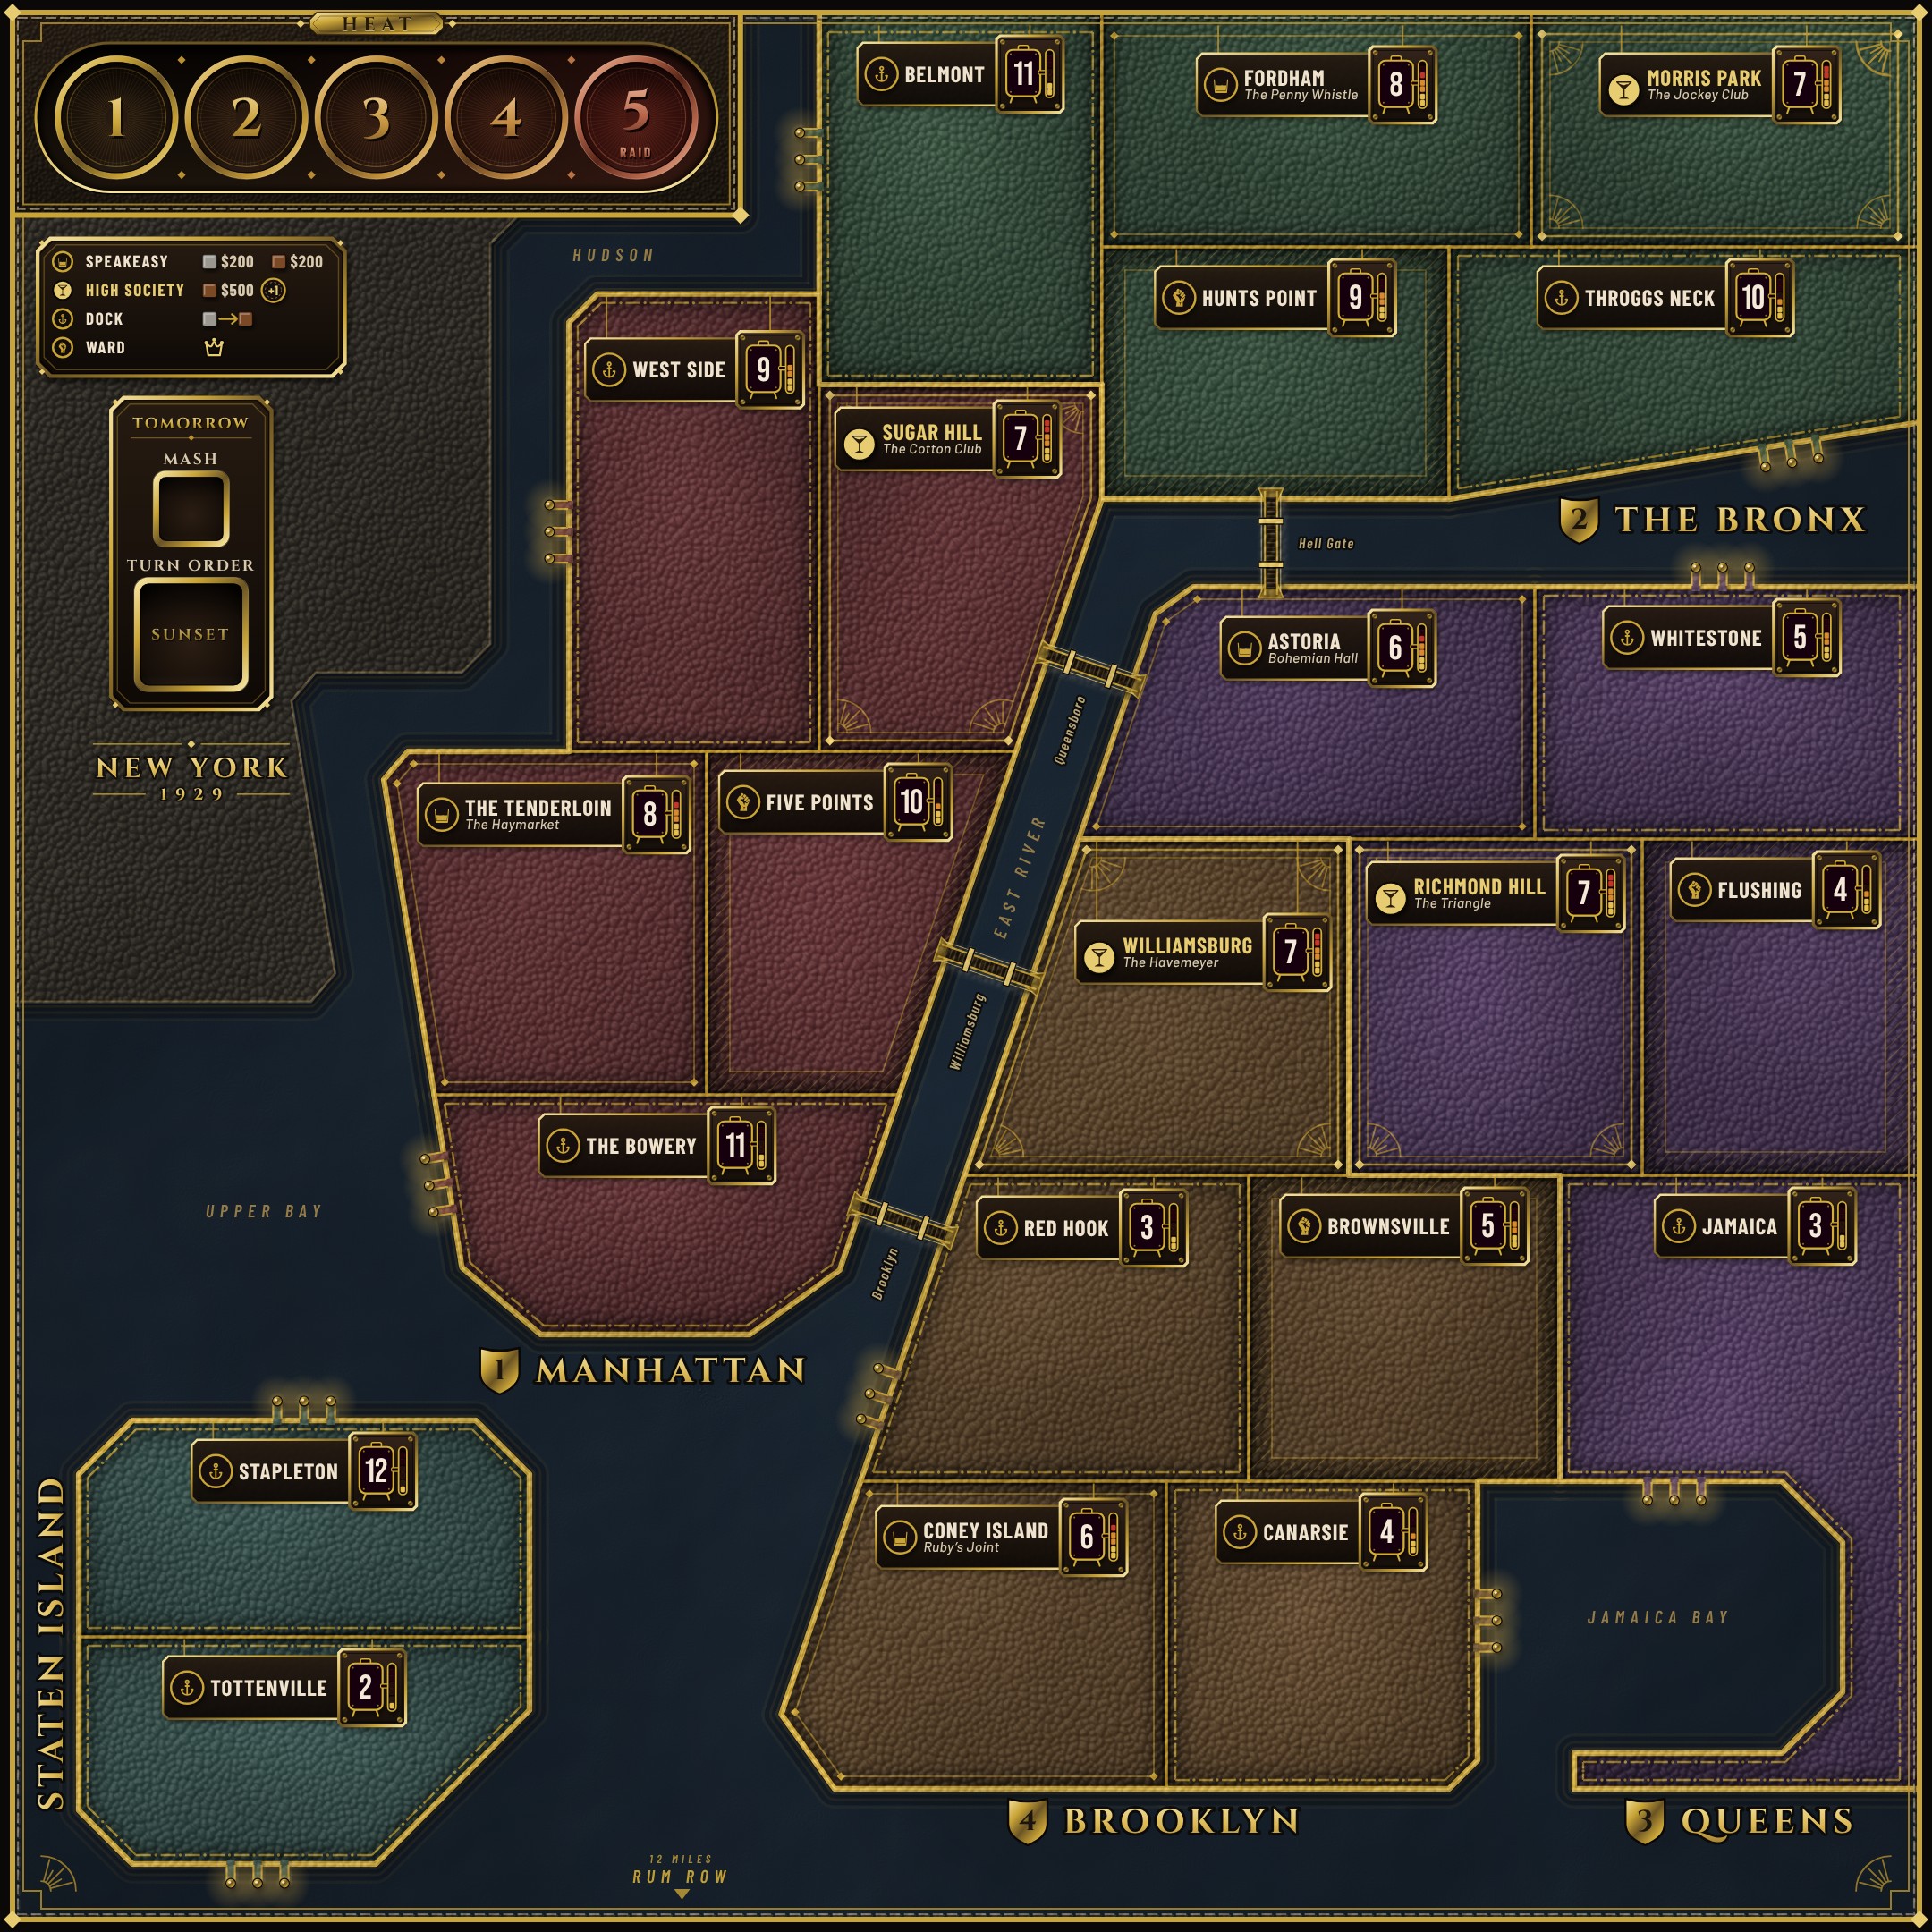 HEAT
1 2 3 4 5
RAID
SPEAKEASY $200 $200
HIGH SOCIETY $500 +1
DOCK
WARD
TOMORROW
MASH
TURN ORDER
SUNSET
NEW YORK
1929
HUDSON
BELMONT 11
FORDHAM 8
The Penny Whistle
MORRIS PARK 7
The Jockey Club
HUNTS POINT 9
THROGGS NECK 10
2 THE BRONX
Hell Gate
WEST SIDE 9
SUGAR HILL 7
The Cotton Club
THE TENDERLOIN 8
The Haymarket
FIVE POINTS 10
THE BOWERY 11
1 MANHATTAN
Queensboro
EAST RIVER
Williamsburg
Brooklyn
ASTORIA 6
Bohemian Hall
WHITESTONE 5
WILLIAMSBURG 7
The Havemeyer
RICHMOND HILL 7
The Triangle
FLUSHING 4
RED HOOK 3
BROWNSVILLE 5
JAMAICA 3
CONEY ISLAND 6
Ruby's Joint
CANARSIE 4
JAMAICA BAY
4 BROOKLYN
3 QUEENS
UPPER BAY
STATEN ISLAND
STAPLETON 12
TOTTENVILLE 2
12 MILES
RUM ROW